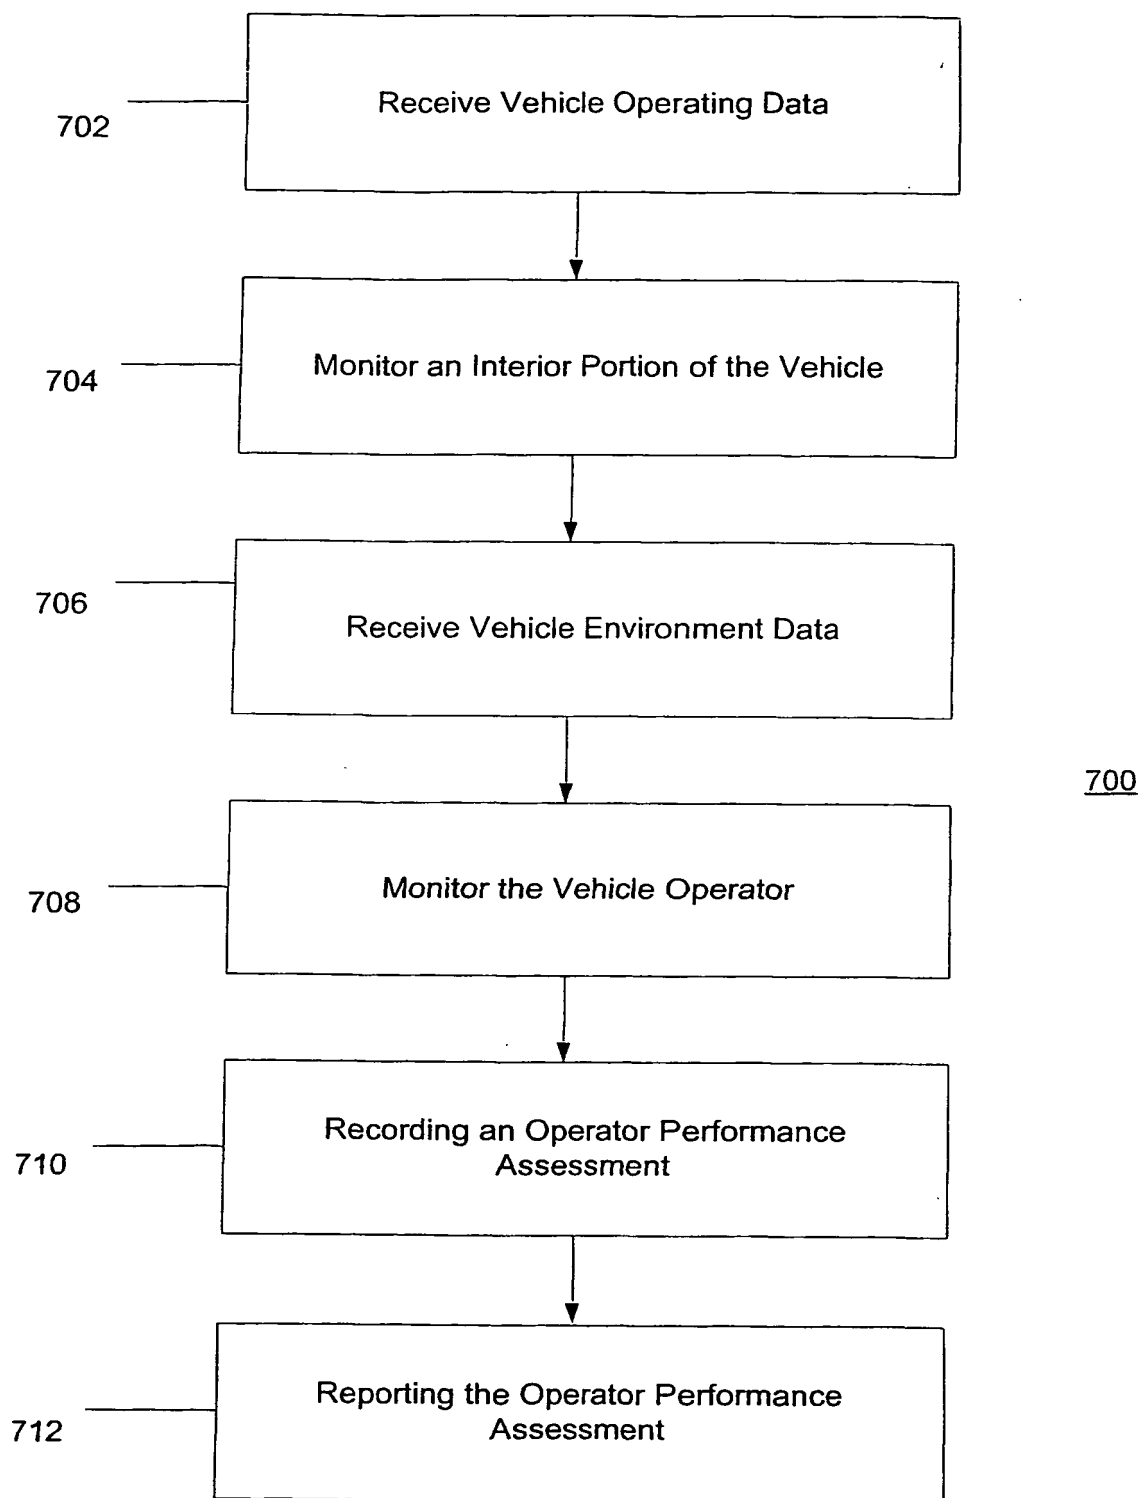 Receive Vehicle Operating Data
702
Monitor an Interior Portion of the Vehicle
704
706
Receive Vehicle Environment Data
700
Monitor the Vehicle Operator
708
Recording an Operator Performance
Assessment
710
Reporting the Operator Performance
Assessment
712